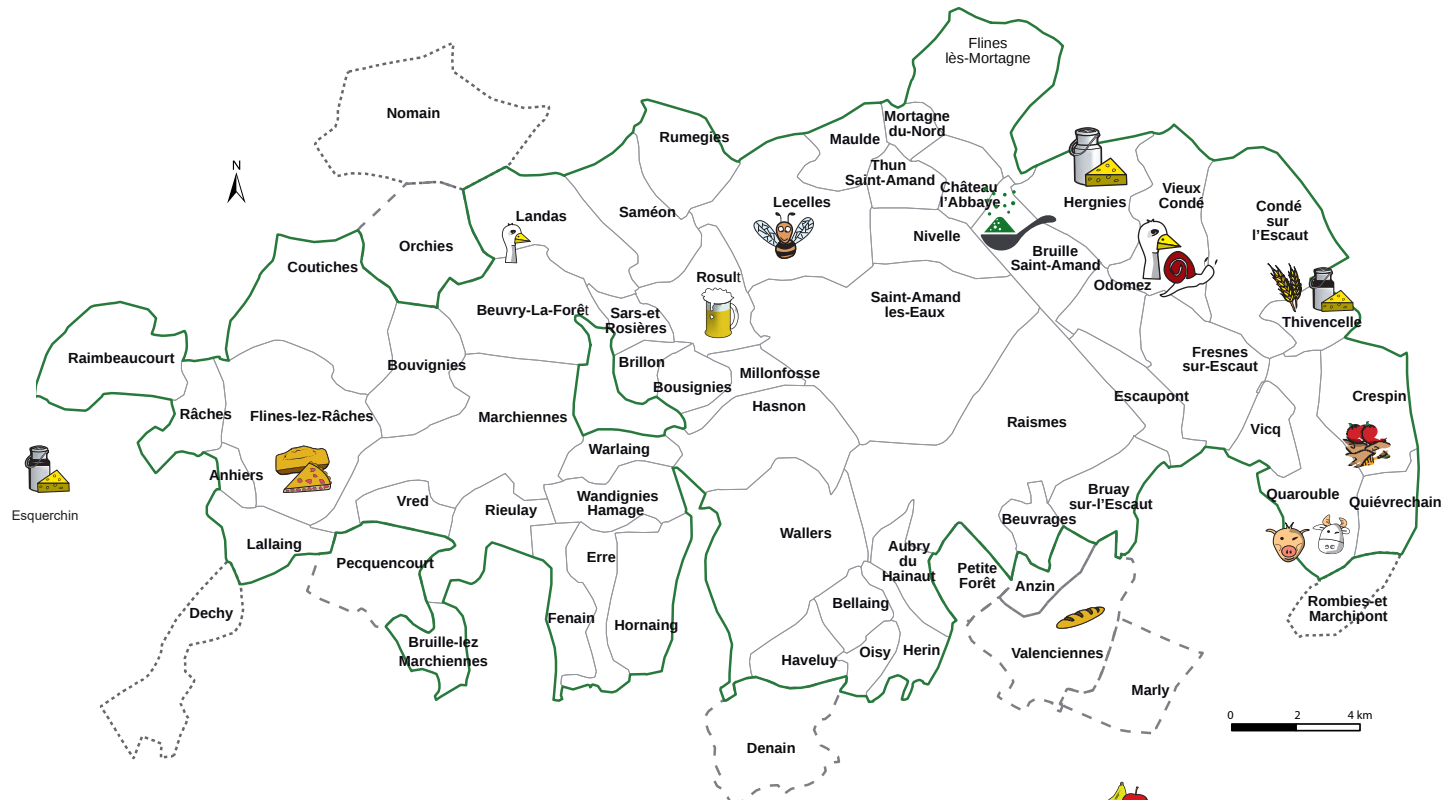 Flines
lès-Mortagne
Nomain
Mortagne
du-Nord
Rumegies
Maulde
N
Thun
Saint-Amand
Château
l'Abbaye
Vieux
Condé
Lecelles
Hergnies
Landas
Saméon
Condé
sur
l'Escaut
Orchies
Nivelle
Bruille
Saint-Amand
Coutiches
Rosult
Odomez
Saint-Amand
les-Eaux
Beuvry-La-Forêt
Sars-et
Rosières
Thivencelle
Raimbeaucourt
Bouvignies
Brillon
Millonfosse
Bousignies
Fresnes
sur-Escaut
Escaupont
Crespin
Râches
Flines-lez-Râches
Marchiennes
Hasnon
Raismes
Vicq
Warlaing
Anhiers
Vred
Wandignies
Hamage
Rieulay
Bruay
sur-l'Escaut
Quarouble
Quiévrechain
Esquerchin
Beuvrages
Wallers
Lallaing
Pecquencourt
Erre
Aubry
du
Hainaut
Petite
Forêt
Anzin
Dechy
Bellaing
Rombies-et
Marchipont
Fenain
Hornaing
Bruille-lez
Marchiennes
Haveluy
Oisy
Herin
Valenciennes
Marly
0 2 4 km
Denain